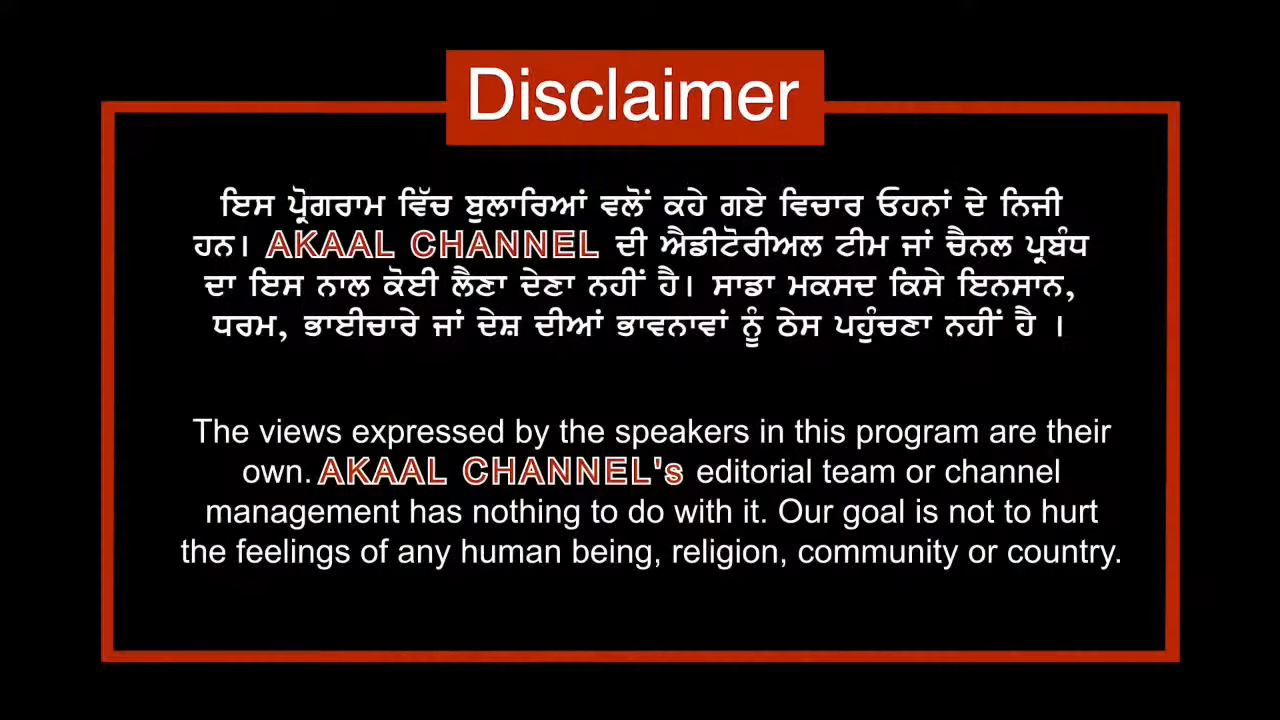 Disclaimer
ਇਸ ਪ੍ਰੋਗਰਾਮ ਵਿੱਚ ਬੁਲਾਰਿਆਂ ਵਲੋਂ ਕਹੇ ਗਏ ਵਿਚਾਰ ਓਹਨਾਂ ਦੇ ਨਿਜੀ
ਹਨ। AKAAL CHANNEL ਦੀ ਐਡੀਟੋਰੀਅਲ ਟੀਮ ਜਾਂ ਚੈਨਲ ਪ੍ਰਬੰਧ
ਦਾ ਇਸ ਨਾਲ ਕੋਈ ਲੈਣਾ ਦੇਣਾ ਨਹੀਂ ਹੈ। ਸਾਡਾ ਮਕਸਦ ਕਿਸੇ ਇਨਸਾਨ,
ਧਰਮ, ਭਾਈਚਾਰੇ ਜਾਂ ਦੇਸ਼ ਦੀਆਂ ਭਾਵਨਾਵਾਂ ਨੂੰ ਠੇਸ ਪਹੁੰਚਣਾ ਨਹੀਂ ਹੈ ।
The views expressed by the speakers in this program are their
own. AKAAL CHANNEL's editorial team or channel
management has nothing to do with it. Our goal is not to hurt
the feelings of any human being, religion, community or country.